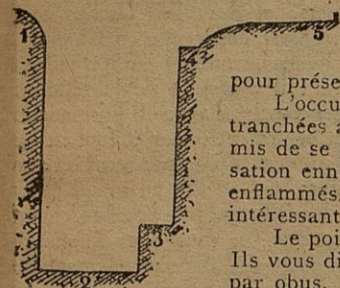 1
5
4
pour prése
L'occu
tranchées a
mis de se
sation enn
enflammés,
intéressant
3
Le poi
2
Ils vous di
par obus.